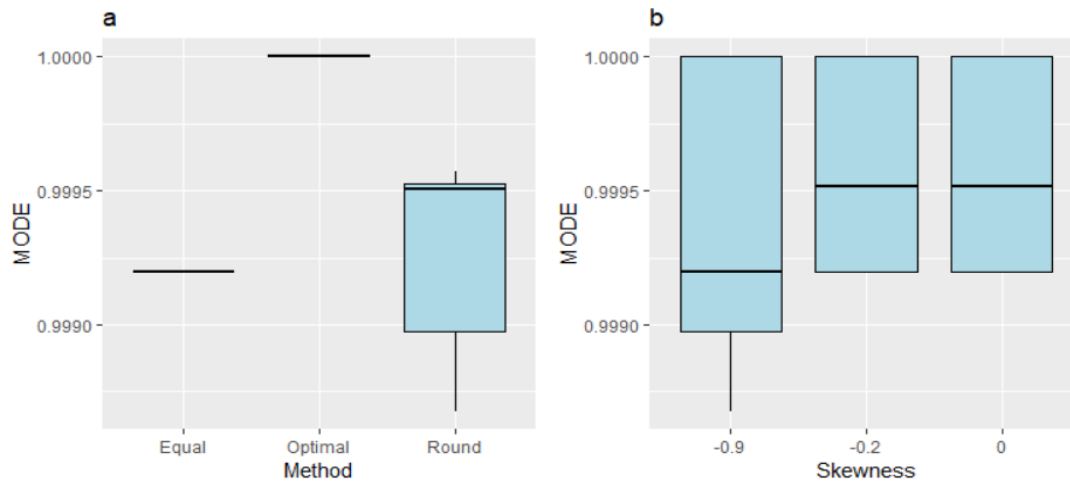 a
MODE
1.0000
0.9995
0.9990
Equal Optimal Round
Method
b
MODE
1.0000
0.9995
0.9990
-0.9 -0.2 0
Skewness